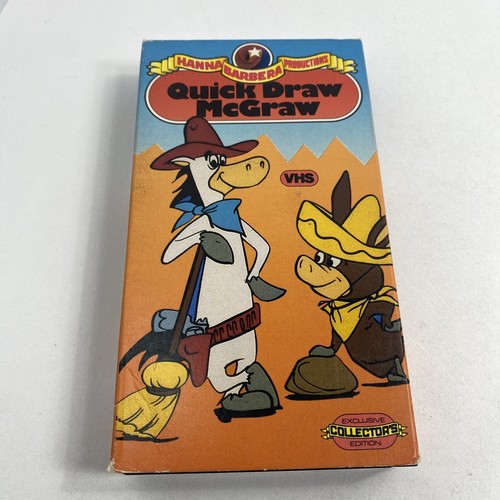 HANNA BARBERA PRODUCTIONS
Quick Draw
McGraw
VHS
EXCLUSIVE
COLLECTOR'S
EDITION